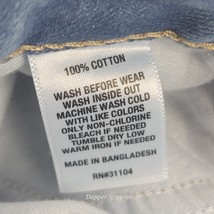 100% COTTON
WASH BEFORE WEAR
WASH INSIDE OUT
MACHINE WASH COLD
WITH LIKE COLORS
ONLY NON-CHLORINE
BLEACH IF NEEDED
TUMBLE DRY LOW
WARM IRON IF NEEDED
MADE IN BANGLADESH
RN#31104